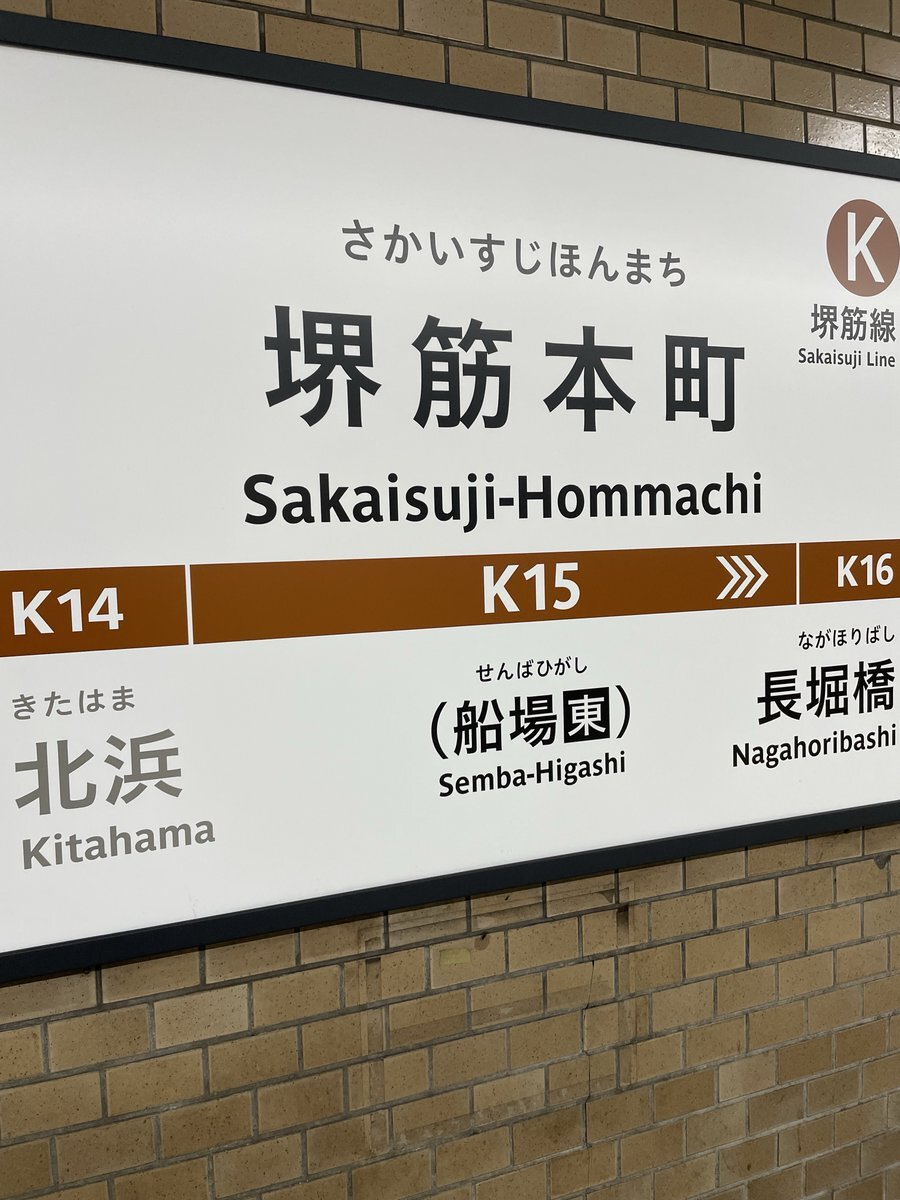 さかいすじほんまち
堺筋本町
Sakaisuji-Hommachi
K
堺筋線
Sakaisuji Line
K14
K15
K16
きたはま
北浜
Kitahama
せんばひがし
(船場東)
Semba-Higashi
ながほりばし
長堀橋
Nagahoribashi